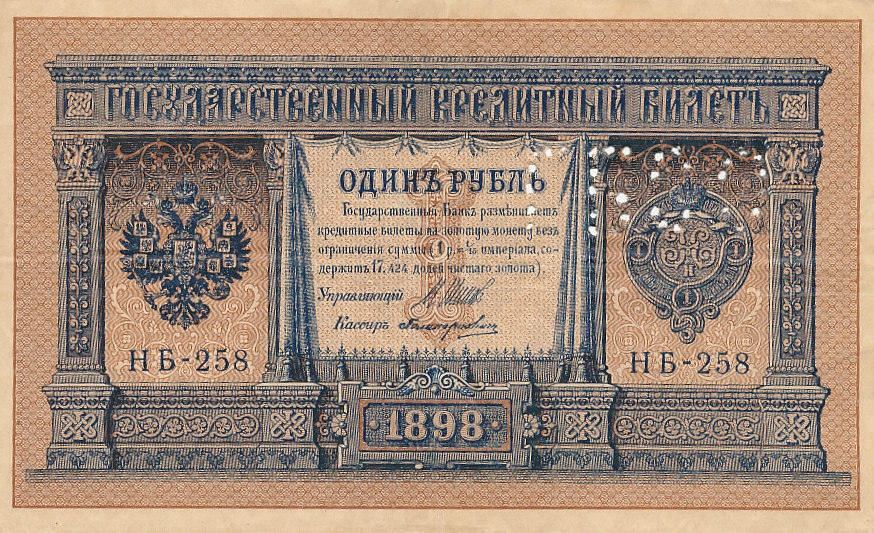 ГОСУДАРСТВЕННЫЙ КРЕДИТНЫЙ БИЛЕТЪ
ОДИНЪ РУБЛЬ
Государственный Банкъ размѣниваетъ
кредитные билеты на золотую монету безъ
ограниченія суммы (1 р. = 1/15 имперіала, со-
держитъ 17,424 долей чистаго золота).
Управляющій
Кассиръ
НБ-258
НБ-258
1898